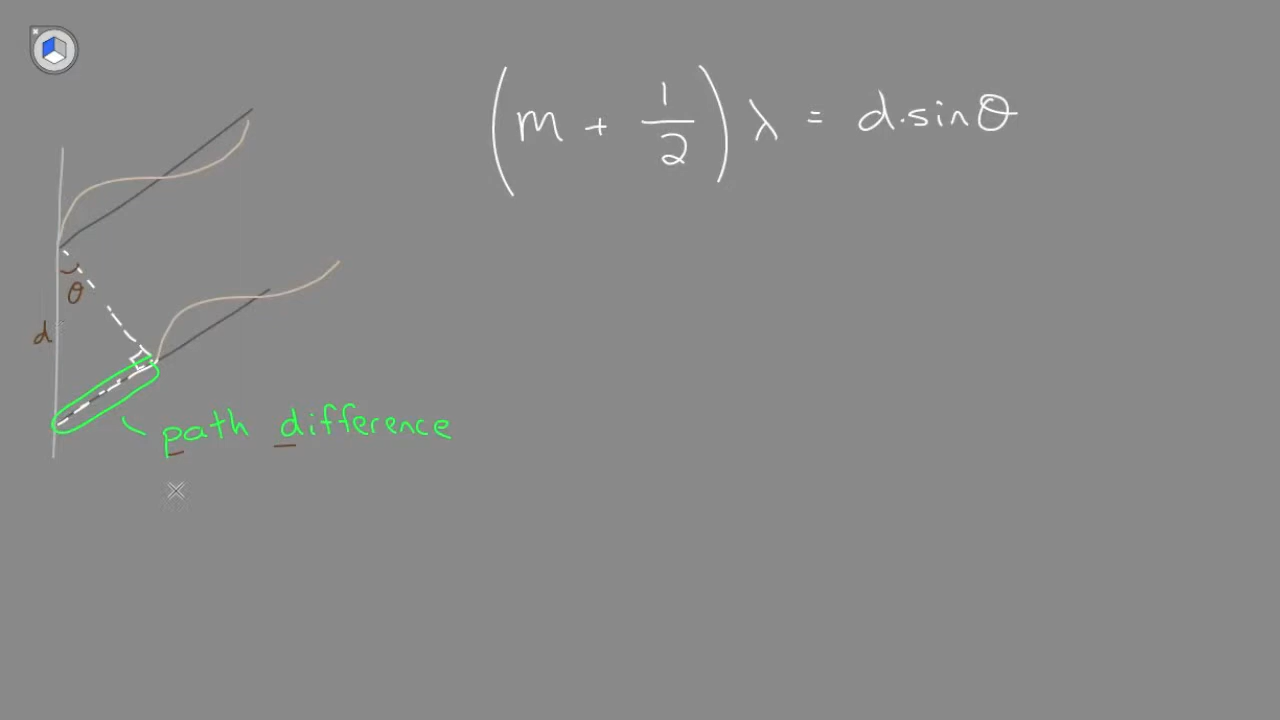 (m + 1/2) λ = d·sinθ
θ
d
path difference